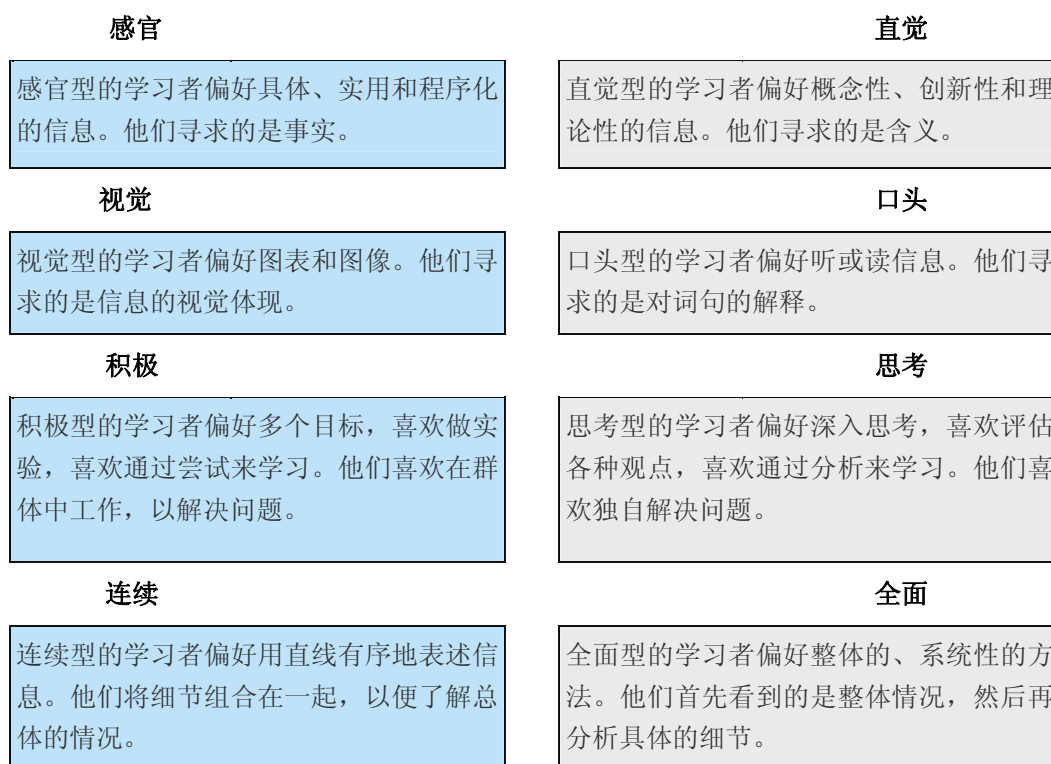 感官
直觉
感官型的学习者偏好具体、实用和程序化
的信息。他们寻求的是事实。
直觉型的学习者偏好概念性、创新性和理
论性的信息。他们寻求的是含义。
视觉
口头
视觉型的学习者偏好图表和图像。他们寻
求的是信息的视觉体现。
口头型的学习者偏好听或读信息。他们寻
求的是对词句的解释。
积极
思考
积极型的学习者偏好多个目标，喜欢做实
验，喜欢通过尝试来学习。他们喜欢在群
体中工作，以解决问题。
思考型的学习者偏好深入思考，喜欢评估
各种观点，喜欢通过分析来学习。他们喜
欢独自解决问题。
连续
全面
连续型的学习者偏好用直线有序地表述信
息。他们将细节组合在一起，以便了解总
体的情况。
全面型的学习者偏好整体的、系统性的方
法。他们首先看到的是整体情况，然后再
分析具体的细节。